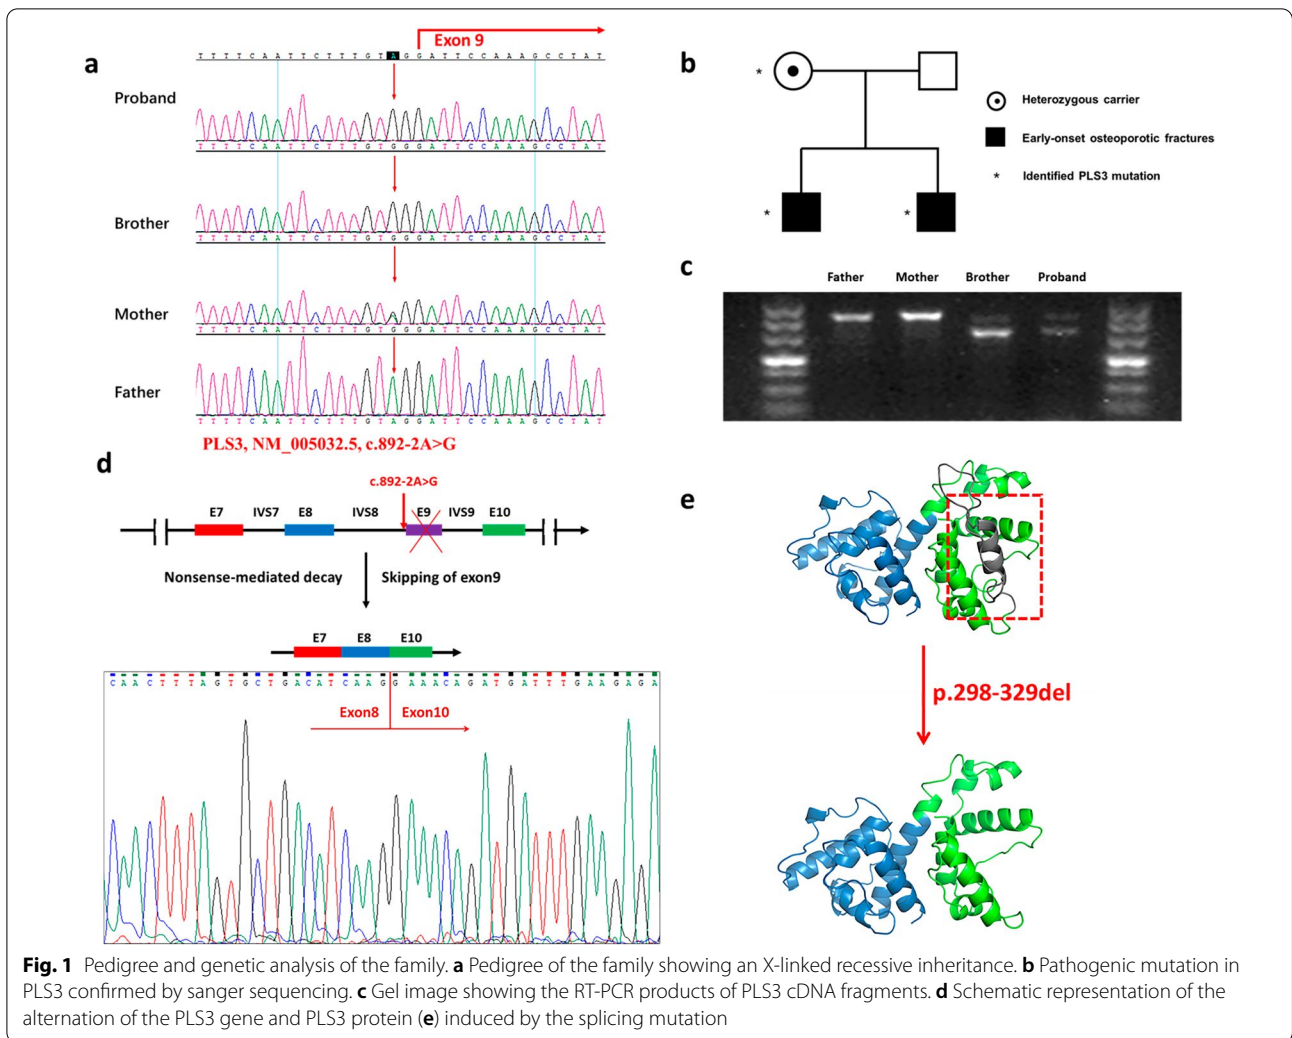 a
Exon 9
T T T T C A A T T C T T T G T A G G A T T C C A A A G C C T A T
Proband
T T T T C A A T T C T T T G T G G G A T T C C A A A G C C T A T
Brother
T T T T C A A T T C T T T G T G G G A T T C C A A A G C C T A T
Mother
T T T T C A A T T C T T T G T G G G A T T C C A A A G C C T A T
Father
T T T T C A A T T C T T T G T A G G A T T C C A A A G C C T A T
PLS3, NM_005032.5, c.892-2A>G
b
*
Heterozygous carrier
Early-onset osteoporotic fractures
* Identified PLS3 mutation
* *
c
Father Mother Brother Proband
d
c.892-2A>G
E7 IVS7 E8 IVS8 E9 IVS9 E10
Nonsense-mediated decay Skipping of exon9
E7 E8 E10
C A A C T T T A G T G C T G A C A T C A A G G A A A C A G A T G A T T T G A A G A G A
Exon8 Exon10
e
p.298-329del
Fig. 1 Pedigree and genetic analysis of the family. a Pedigree of the family showing an X-linked recessive inheritance. b Pathogenic mutation in
PLS3 confirmed by sanger sequencing. c Gel image showing the RT-PCR products of PLS3 cDNA fragments. d Schematic representation of the
alternation of the PLS3 gene and PLS3 protein (e) induced by the splicing mutation